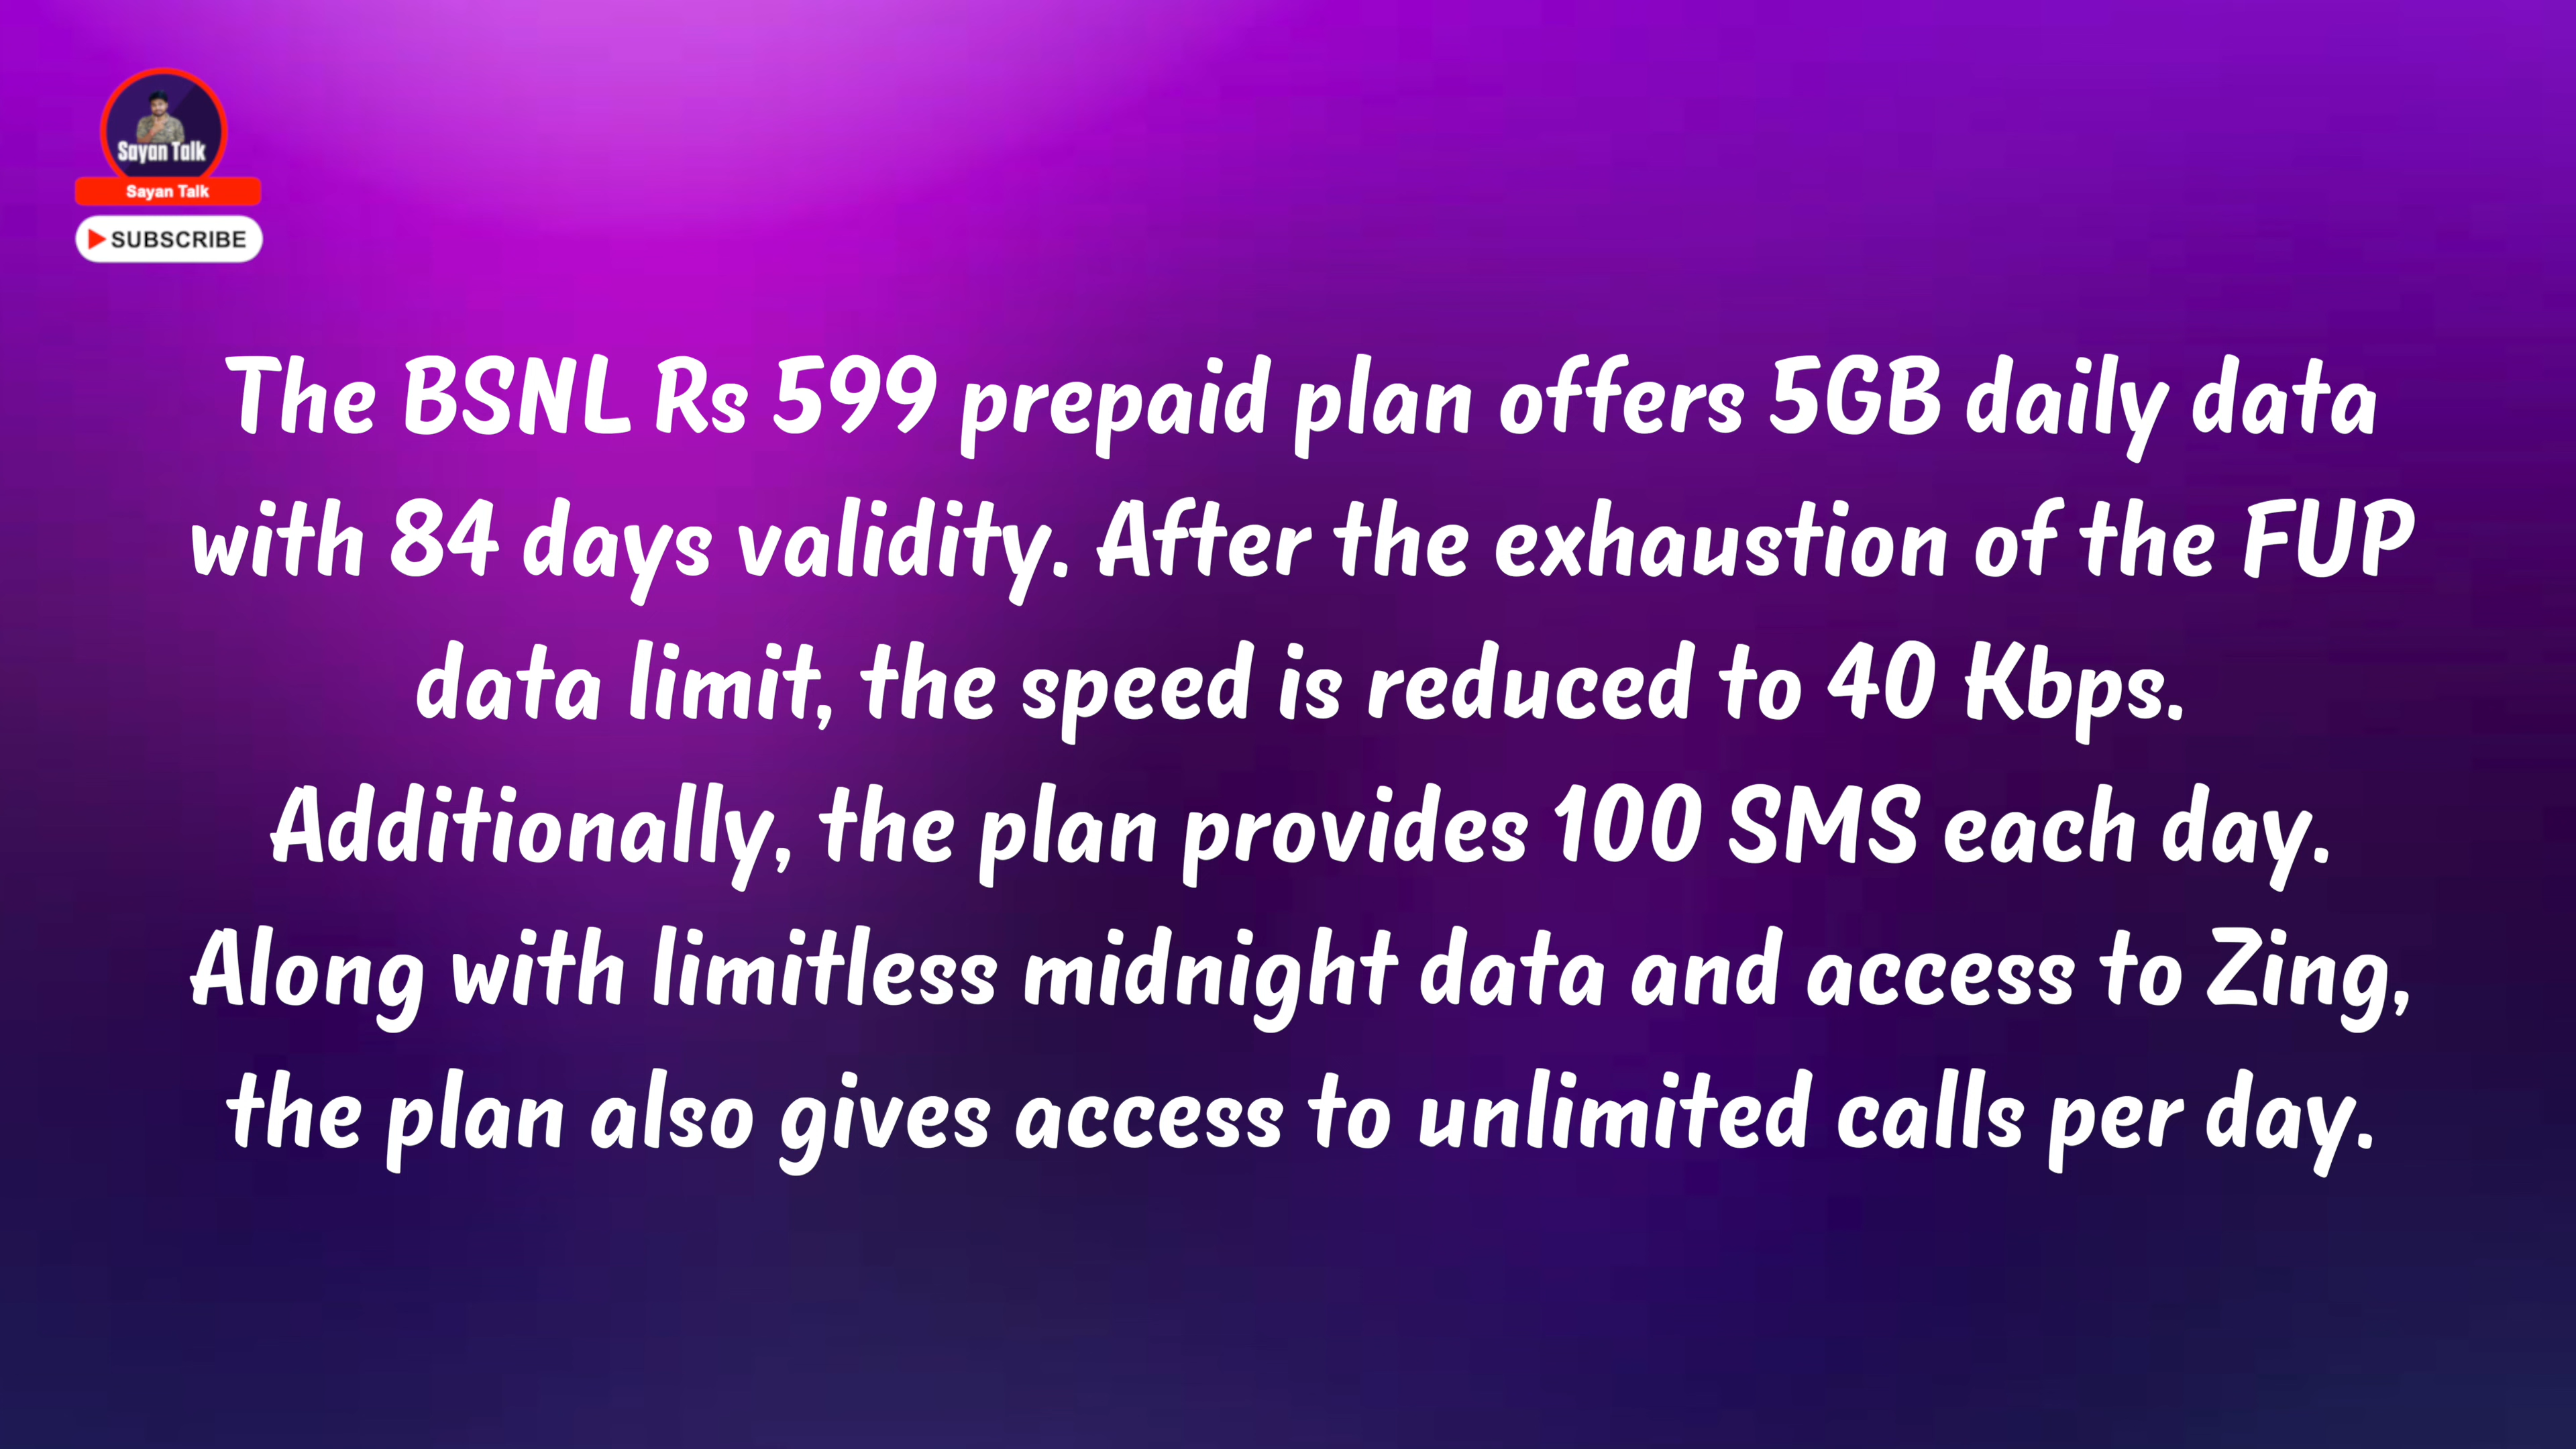 Sayan Talk
Sayan Talk
SUBSCRIBE
The BSNL Rs 599 prepaid plan offers 5GB daily data
with 84 days validity. After the exhaustion of the FUP
data limit, the speed is reduced to 40 Kbps.
Additionally, the plan provides 100 SMS each day.
Along with limitless midnight data and access to Zing,
the plan also gives access to unlimited calls per day.